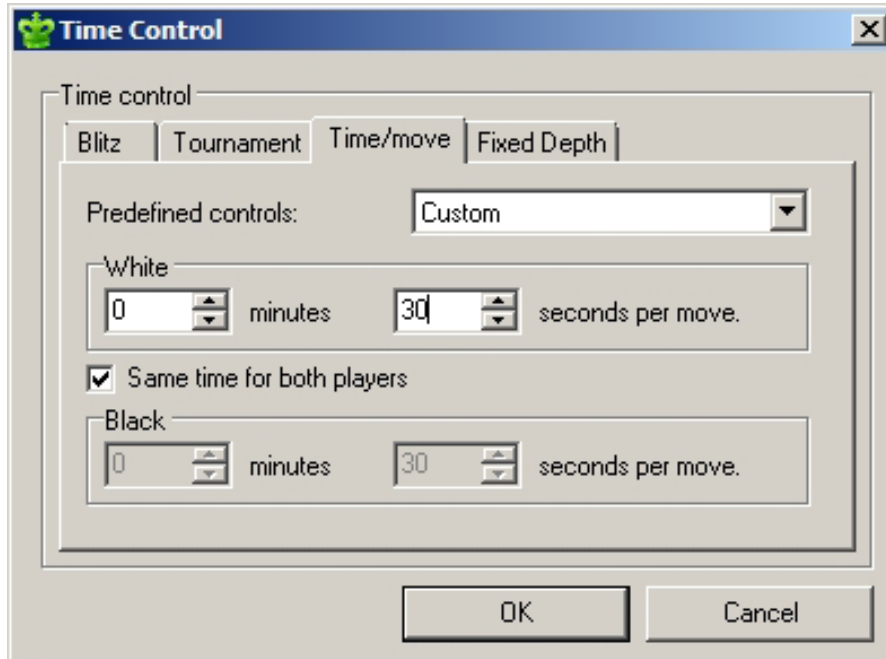 Time Control
Time control
Blitz Tournament Time/move Fixed Depth
Predefined controls: Custom
White
0 minutes 30 seconds per move.
Same time for both players
Black
0 minutes 30 seconds per move.
OK Cancel